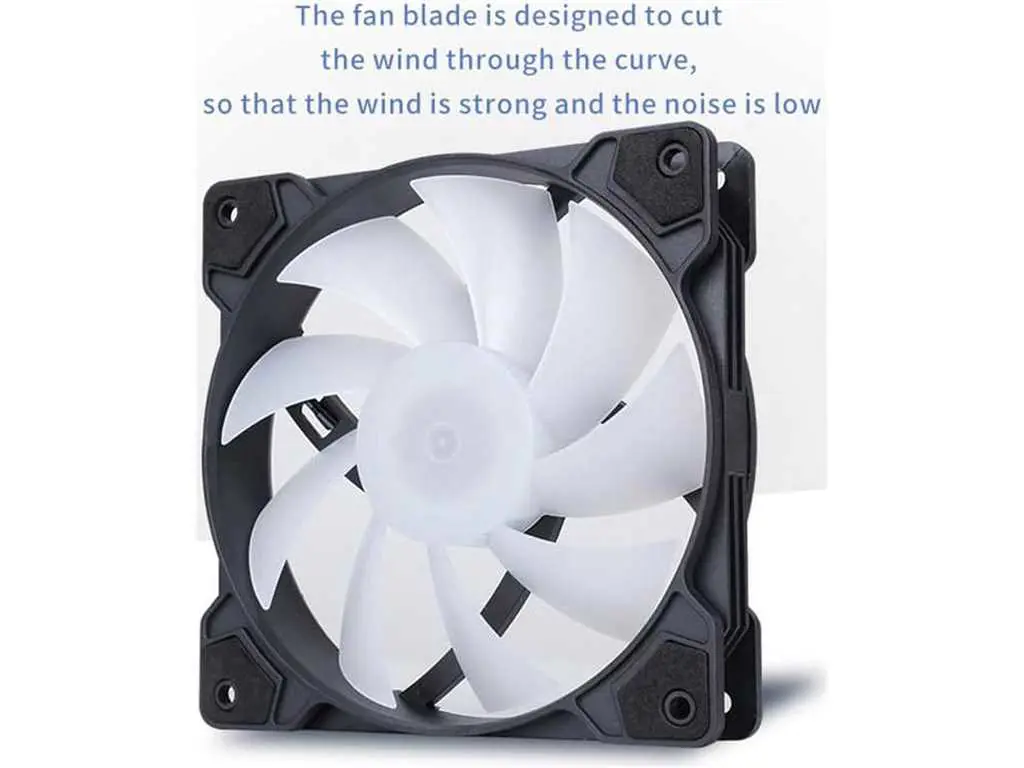 The fan blade is designed to cut
the wind through the curve,
so that the wind is strong and the noise is low